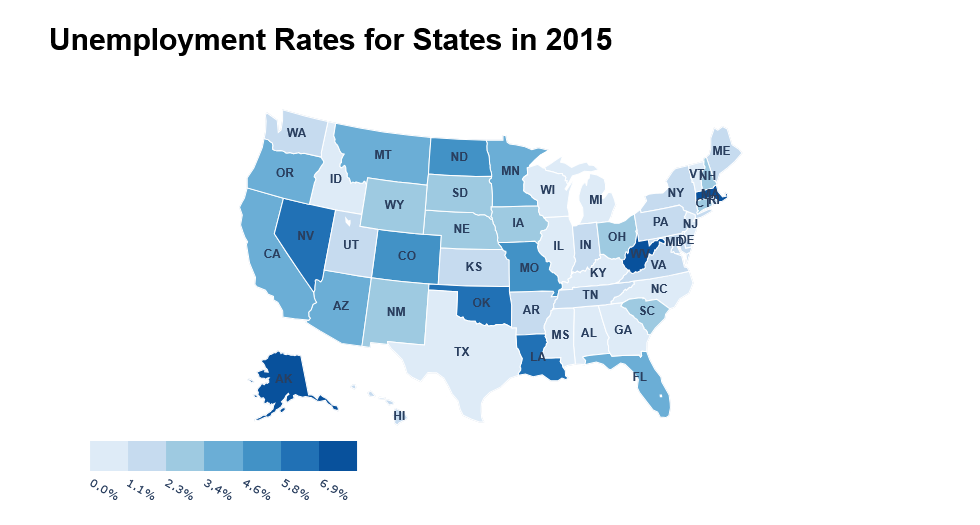 Unemployment Rates for States in 2015
WA
ME
MT
ND
VT
NH
OR
MN
ID
SD
WI
NY
MI
WY
CT
RI
IA
PA
NJ
NE
NV
OH
DE
MD
UT
IL
IN
CA
CO
WV
VA
KS
MO
KY
NC
TN
OK
AZ
NM
AR
SC
MS
AL
GA
TX
LA
FL
AK
HI
0.0%
1.1%
2.3%
3.4%
4.6%
5.8%
6.9%